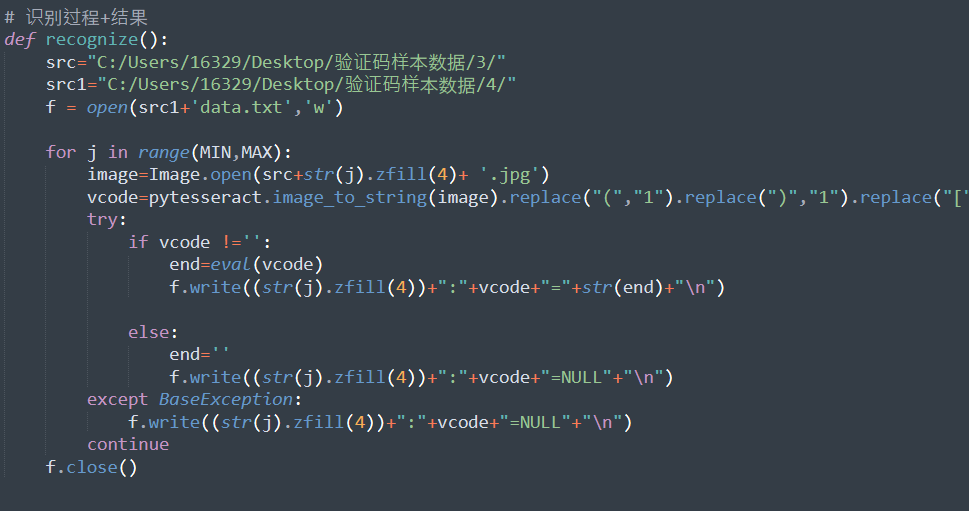 # 识别过程+结果
def recognize():
    src="C:/Users/16329/Desktop/验证码样本数据/3/"
    src1="C:/Users/16329/Desktop/验证码样本数据/4/"
    f = open(src1+'data.txt','w')
    for j in range(MIN,MAX):
        image=Image.open(src+str(j).zfill(4)+ '.jpg')
        vcode=pytesseract.image_to_string(image).replace("(","1").replace(")","1").replace("["
        try:
            if vcode !='':
                end=eval(vcode)
                f.write((str(j).zfill(4))+":"+vcode+"="+str(end)+"\n")
            else:
                end=''
                f.write((str(j).zfill(4))+":"+vcode+"=NULL"+"\n")
        except BaseException:
            f.write((str(j).zfill(4))+":"+vcode+"=NULL"+"\n")
        continue
    f.close()